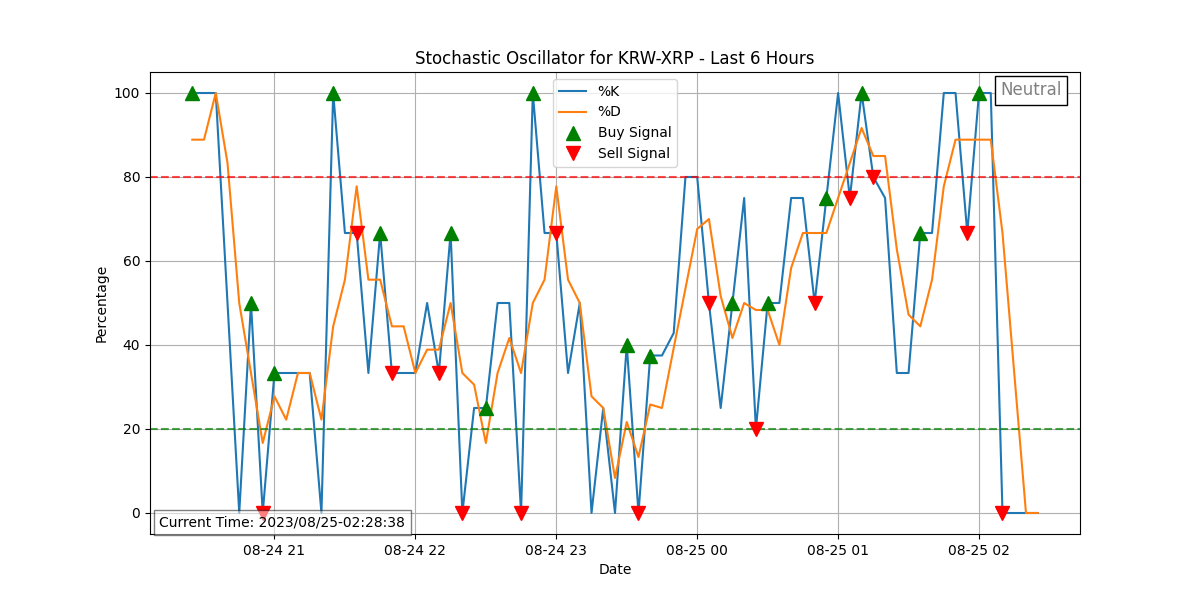 Stochastic Oscillator for KRW-XRP - Last 6 Hours
Neutral
%K
%D
Buy Signal
Sell Signal
Percentage
100
80
60
40
20
0
Current Time: 2023/08/25-02:28:38
08-24 21
08-24 22
08-24 23
08-25 00
08-25 01
08-25 02
Date